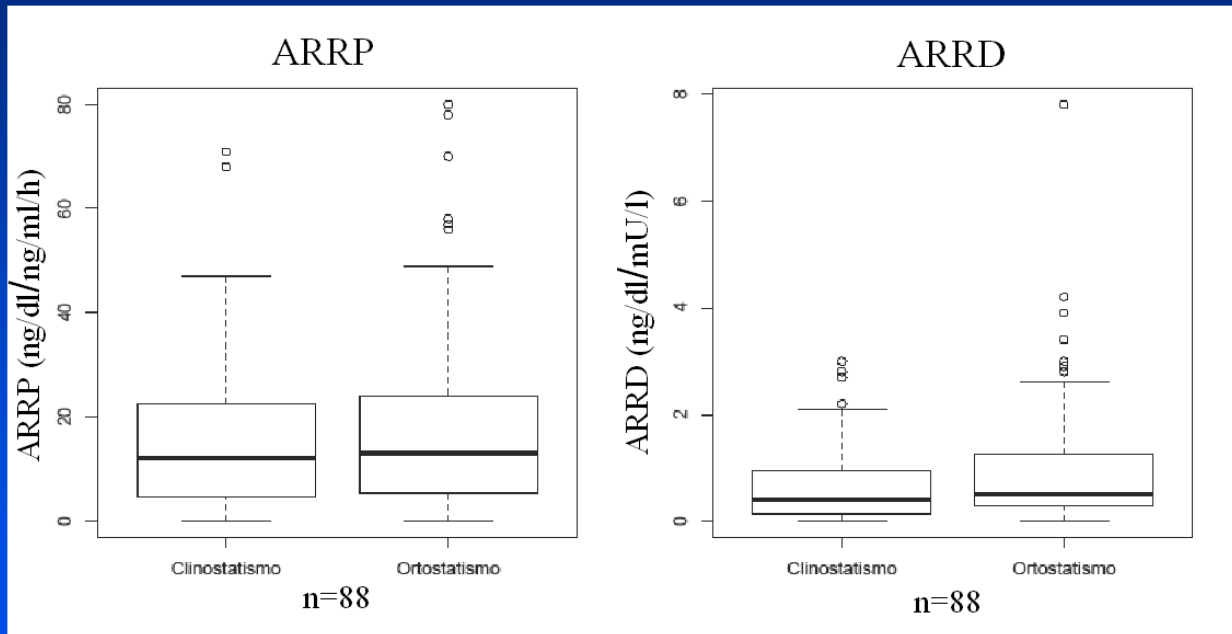 ARRP
ARRP (ng/dl/ng/ml/h)
80
60
40
20
0
Clinostatismo
Ortostatismo
n=88
ARRD
ARRD (ng/dl/mU/l)
8
6
4
2
0
Clinostatismo
Ortostatismo
n=88